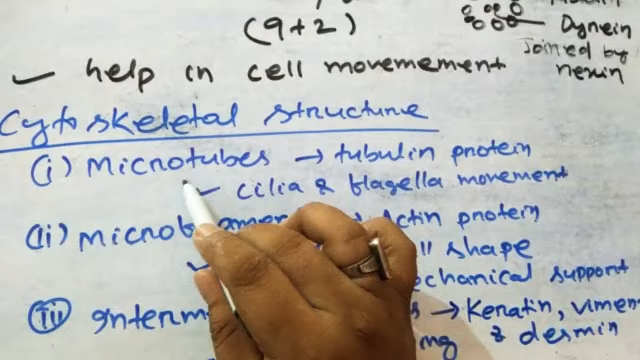 (9+2)
Dynein
Joined by
nexin
help in cell movemement
Cytoskeletal structure
(i) Microtubes → tubulin protein
cilia & flagella movement
(ii) Actin protein
shape
mechanical support
(iii) → Keratin, viment
& desmin